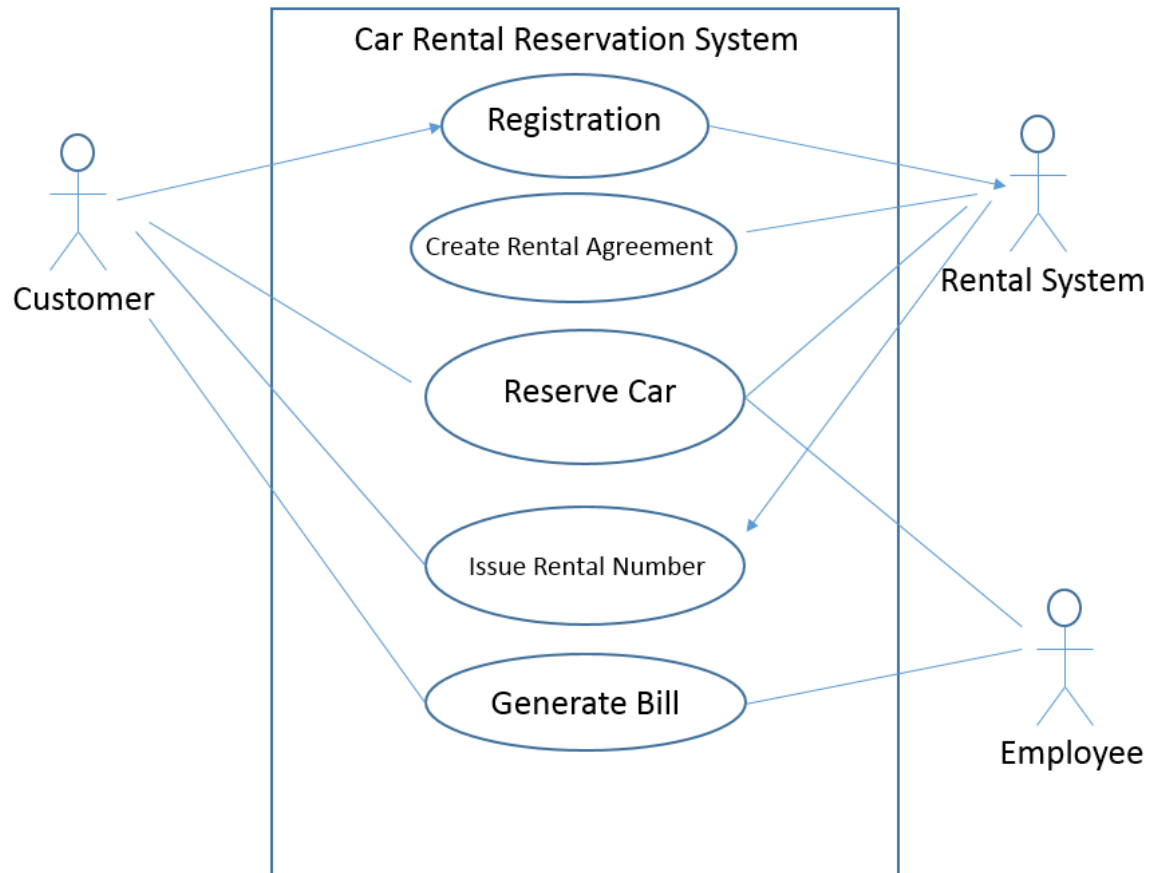 Car Rental Reservation System
Registration
Create Rental Agreement
Customer
Rental System
Reserve Car
Issue Rental Number
Generate Bill
Employee